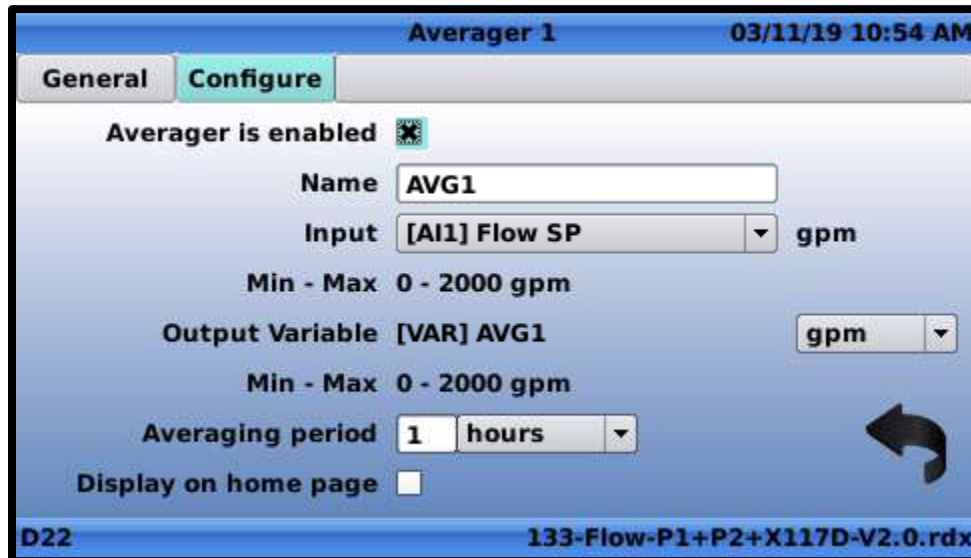 Averager 1 03/11/19 10:54 AM
General Configure
Averager is enabled
Name AVG1
Input [AI1] Flow SP gpm
Min - Max 0 - 2000 gpm
Output Variable [VAR] AVG1 gpm
Min - Max 0 - 2000 gpm
Averaging period 1 hours
Display on home page
D22 133-Flow-P1+P2+X117D-V2.0.rdx